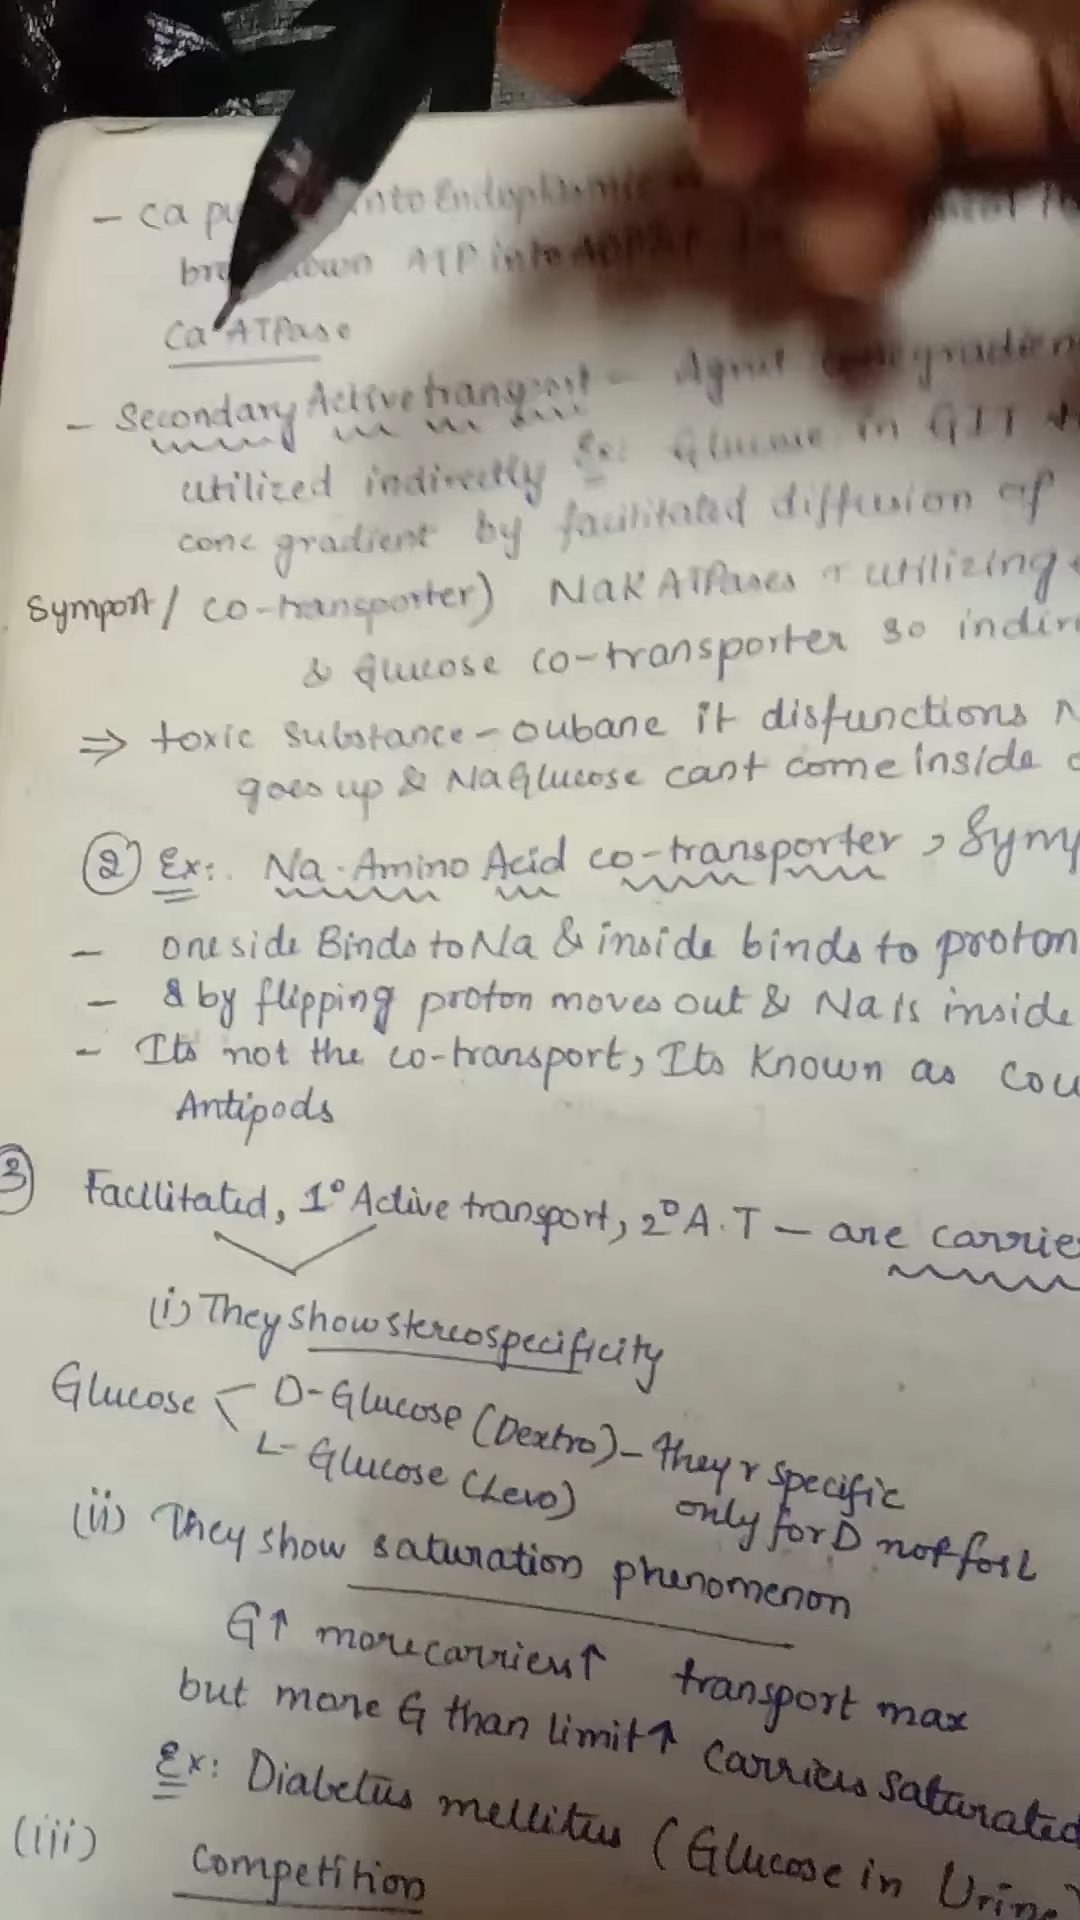 - Ca into Endoplasmic
down ATP into
Ca ATPase
- Secondary Active transport - Against gradien
utilized indirectly Ex: Glucose in GIT
conc gradient by facilitated diffusion of
Symport / co-transporter) NaK ATPases utilizing
& Glucose co-transporter so indire
⇒ toxic substance - oubane it disfunctions N
goes up & Na Glucose cant come inside
② Ex: Na-Amino Acid co-transporter, Symp
- one side Binds to Na & inside binds to proton
- & by flipping proton moves out & Na is inside
- Its not the co-transport, Its Known as Cou
Antipods
③ Facilitated, 1° Active transport, 2° A.T - are carrie
(i) They show stereospecificity
Glucose < D-Glucose (Dextro) - they r specific
L-Glucose (Levo) only for D not for L
(ii) They show saturation phenomenon
G↑ more carriers↑ transport max
but more G than limit↑ carriers saturated
Ex: Diabetus mellitus (Glucose in Urine)
(iii) Competition